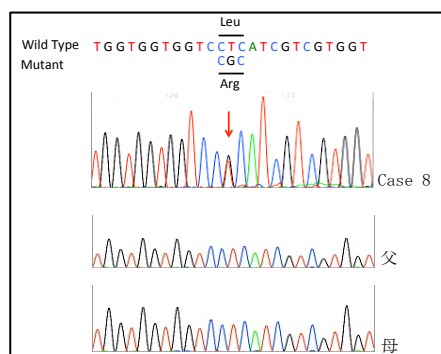 Leu
Wild Type TGGTGGTGGTCCTCATCGTCGTGGT
Mutant CGC
Arg
Case 8
父
母